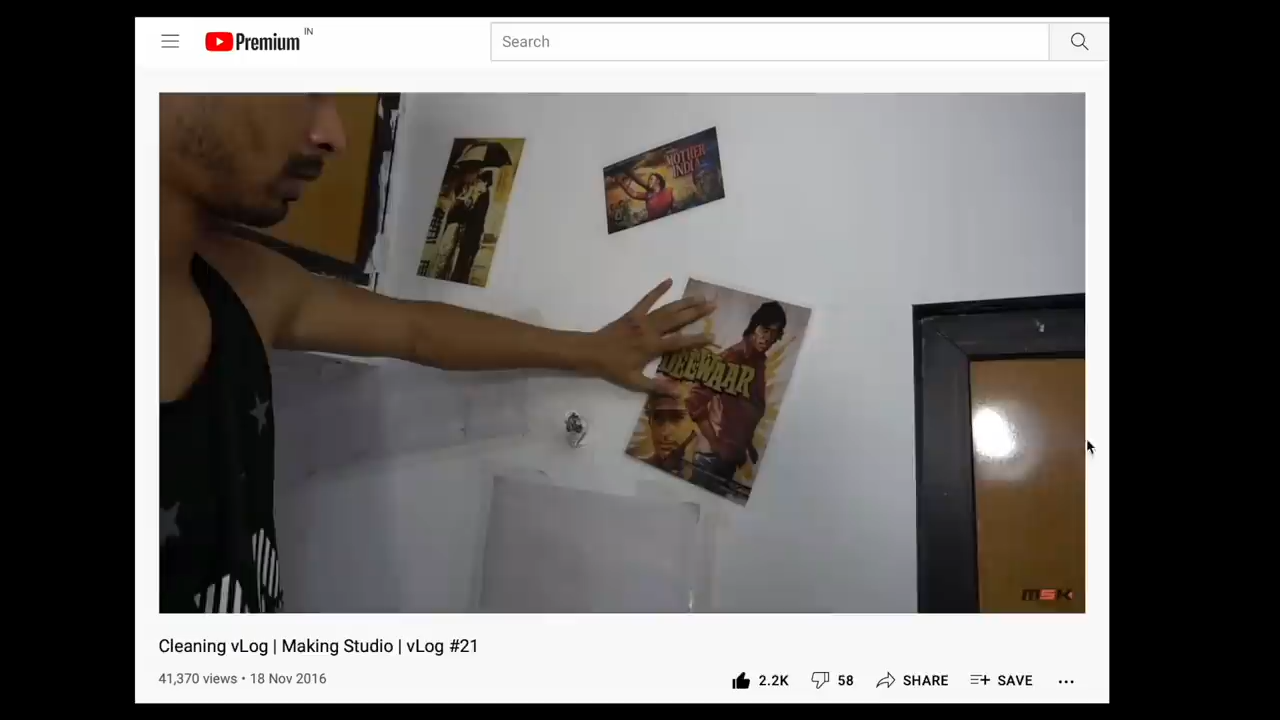 Premium IN
Search
MOTHER
INDIA
DEEWAAR
MSK
Cleaning vLog | Making Studio | vLog #21
41,370 views • 18 Nov 2016
2.2K 58 SHARE SAVE